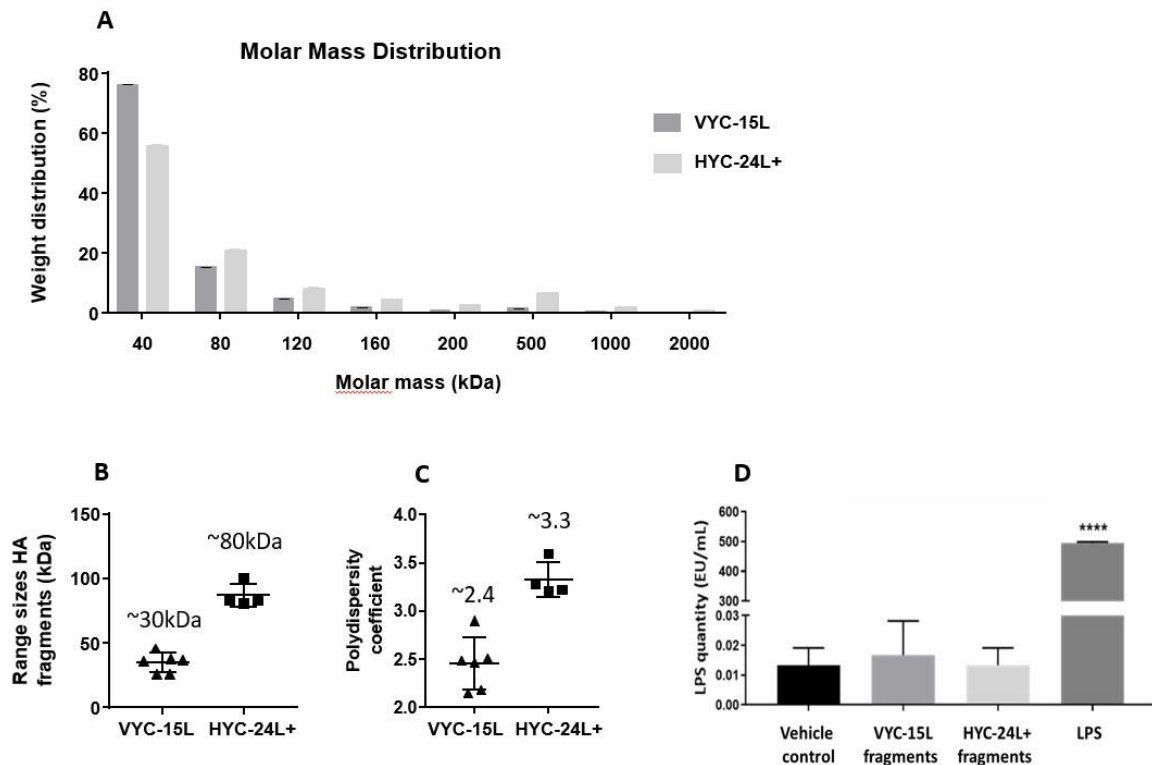 A
Molar Mass Distribution
Weight distribution (%)
80
60
40
20
0
40 80 120 160 200 500 1000 2000
Molar mass (kDa)
VYC-15L
HYC-24L+
B
Range sizes HA
fragments (kDa)
150
100
50
0
~30kDa
~80kDa
VYC-15L HYC-24L+
C
Polydispersity
coefficient
4.0
3.5
3.0
2.5
2.0
~2.4
~3.3
VYC-15L HYC-24L+
D
LPS quantity (EU/mL)
600
500
400
300
0.03
0.02
0.01
0.00
****
Vehicle
control
VYC-15L
fragments
HYC-24L+
fragments
LPS